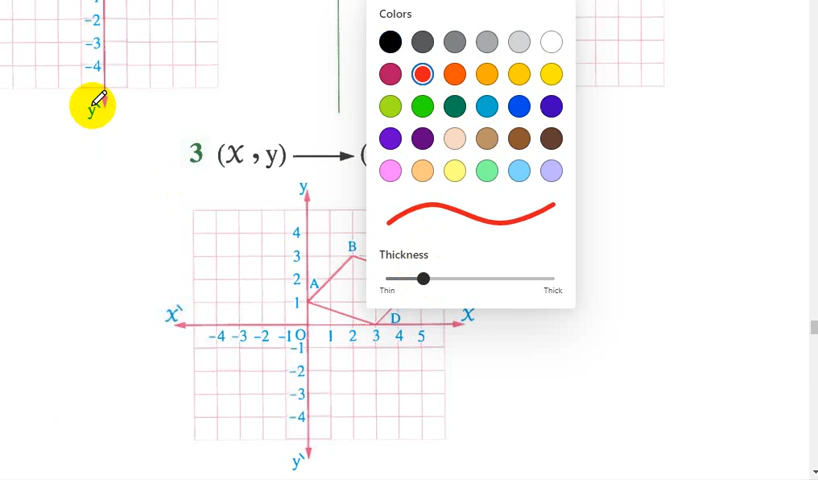 -2
-3
-4
y`
Colors
3 (X , y) ⟶ (
y
4
3
2
1
B
A
D
X`
X
-4 -3 -2 -1 O 1 2 3 4 5
-1
-2
-3
-4
y`
Thickness
Thin Thick